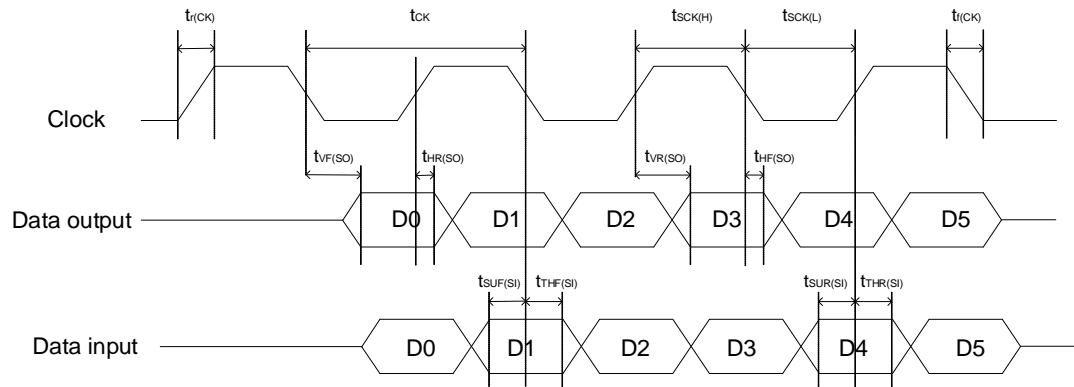 tr(CK) tCK tSCK(H) tSCK(L) tf(CK)
Clock
tVF(SO) tHR(SO) tVR(SO) tHF(SO)
Data output D0 D1 D2 D3 D4 D5
tSUF(SI) tTHF(SI) tSUR(SI) tTHR(SI)
Data input D0 D1 D2 D3 D4 D5